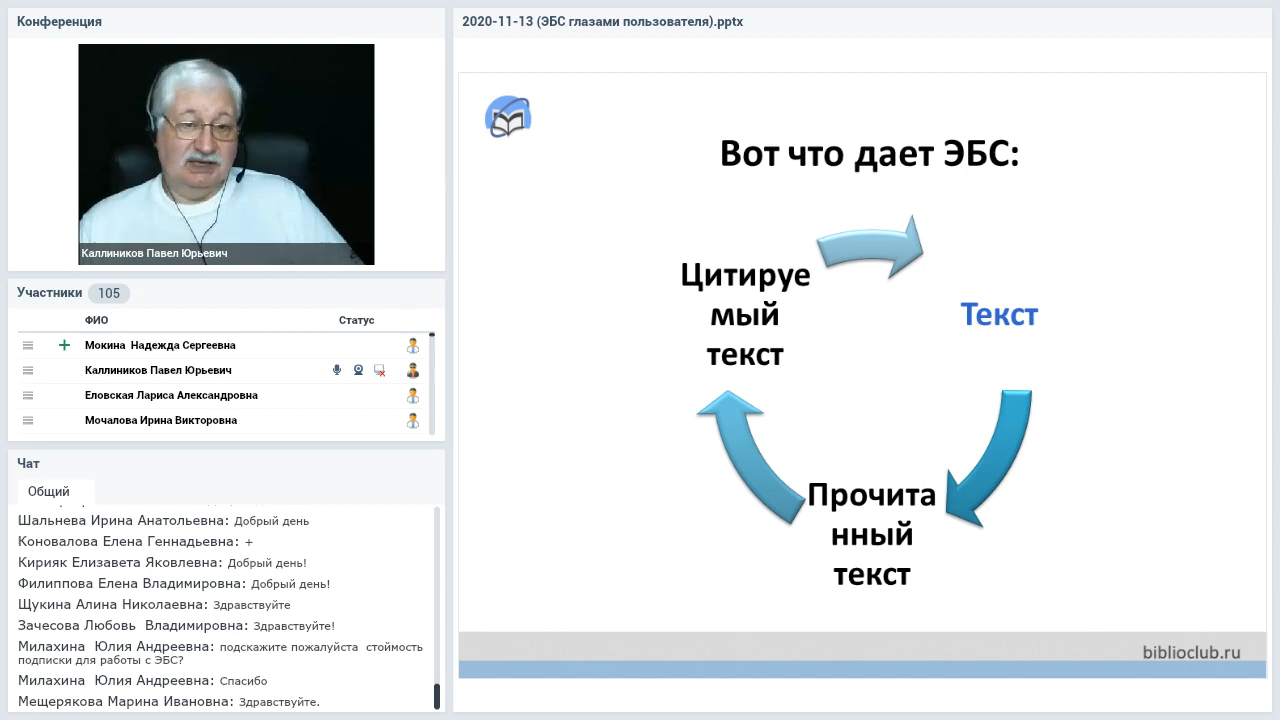 Конференция
Каллиников Павел Юрьевич
Участники 105
ФИО Статус
Мокина Надежда Сергеевна
Каллиников Павел Юрьевич
Еловская Лариса Александровна
Мочалова Ирина Викторовна
Чат
Общий
Шальнева Ирина Анатольевна: Добрый день
Коновалова Елена Геннадьевна: +
Кирияк Елизавета Яковлевна: Добрый день!
Филиппова Елена Владимировна: Добрый день!
Щукина Алина Николаевна: Здравствуйте
Зачесова Любовь Владимировна: Здравствуйте!
Милахина Юлия Андреевна: подскажите пожалуйста стоймость
подписки для работы с ЭБС?
Милахина Юлия Андреевна: Спасибо
Мещерякова Марина Ивановна: Здравствуйте.
2020-11-13 (ЭБС глазами пользователя).pptx
Вот что дает ЭБС:
Цитируе
мый
текст
Текст
Прочита
нный
текст
biblioclub.ru